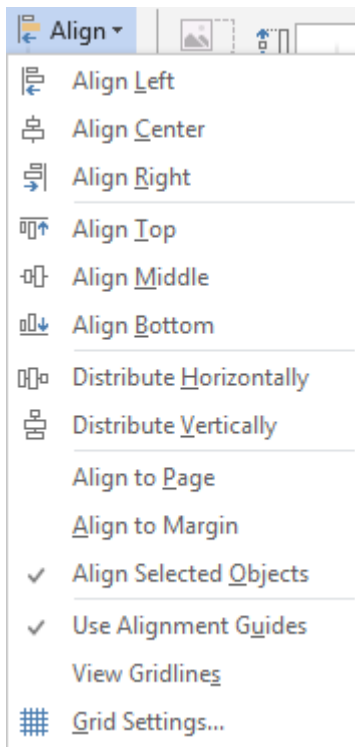 Align
Align Left
Align Center
Align Right
Align Top
Align Middle
Align Bottom
Distribute Horizontally
Distribute Vertically
Align to Page
Align to Margin
Align Selected Objects
Use Alignment Guides
View Gridlines
Grid Settings...